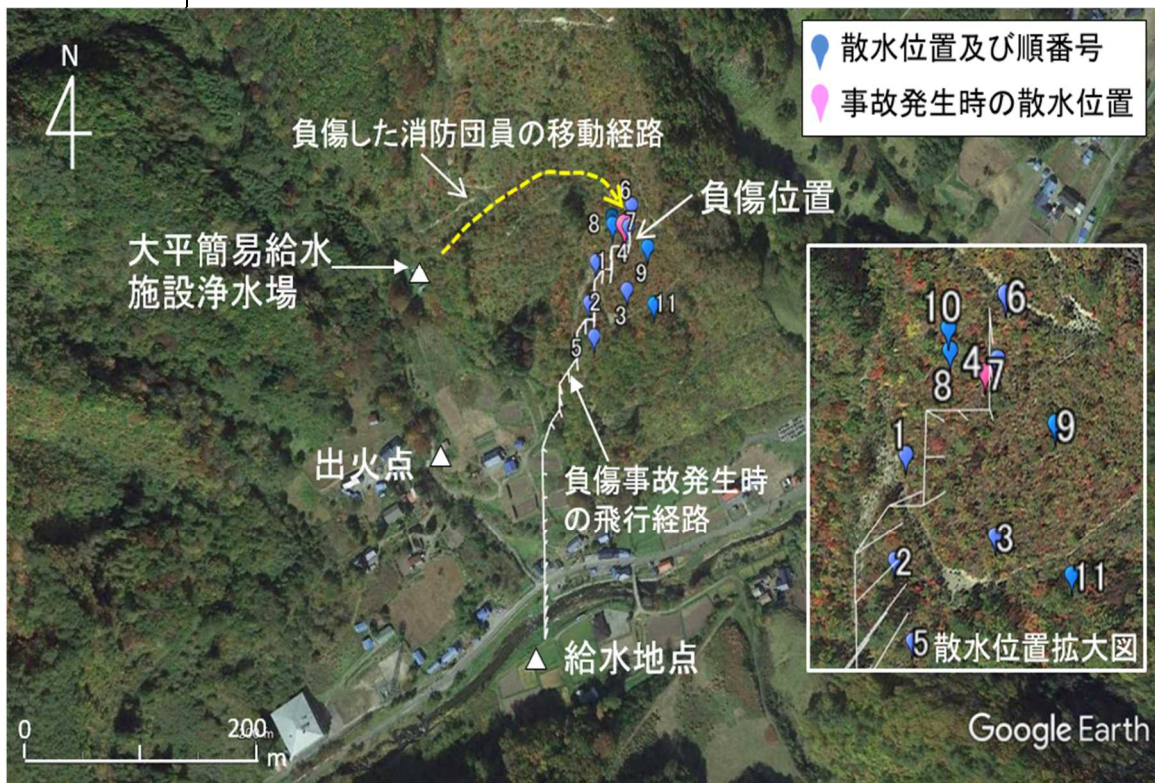 N
散水位置及び順番号
事故発生時の散水位置
負傷した消防団員の移動経路
負傷位置
大平簡易給水
施設浄水場
6
8
7
4
1
9
2
3
11
5
出火点
負傷事故発生時
の飛行経路
給水地点
6
10
8
4
7
9
1
3
2
11
5
散水位置拡大図
0
200
200 m
m
Google Earth